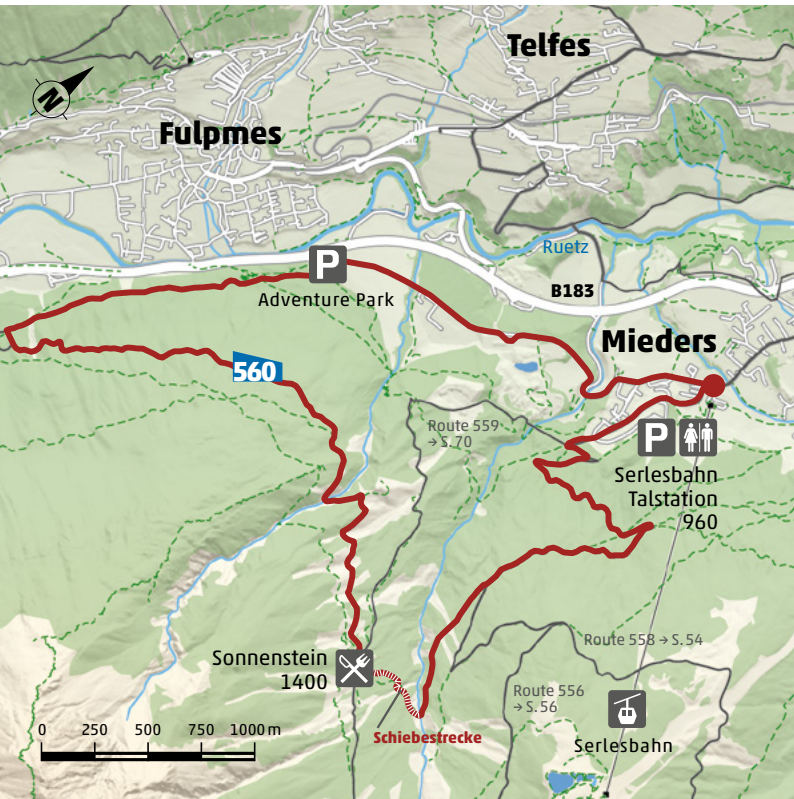 Telfes
N
Fulpmes
Ruetz
P
B183
Adventure Park
Mieders
560
Route 559
→ S. 70
P
Serlesbahn
Talstation
960
Route 558 → S. 54
Sonnenstein
1400
Route 556
→ S. 56
0 250 500 750 1000 m
Schiebestrecke
Serlesbahn